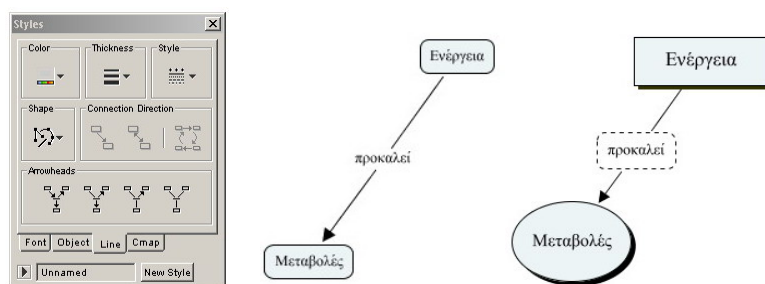 Styles
Color
Thickness
Style
Shape
Connection Direction
Arrowheads
Font
Object
Line
Cmap
Unnamed
New Style
Ενέργεια
προκαλεί
Μεταβολές
Ενέργεια
προκαλεί
Μεταβολές